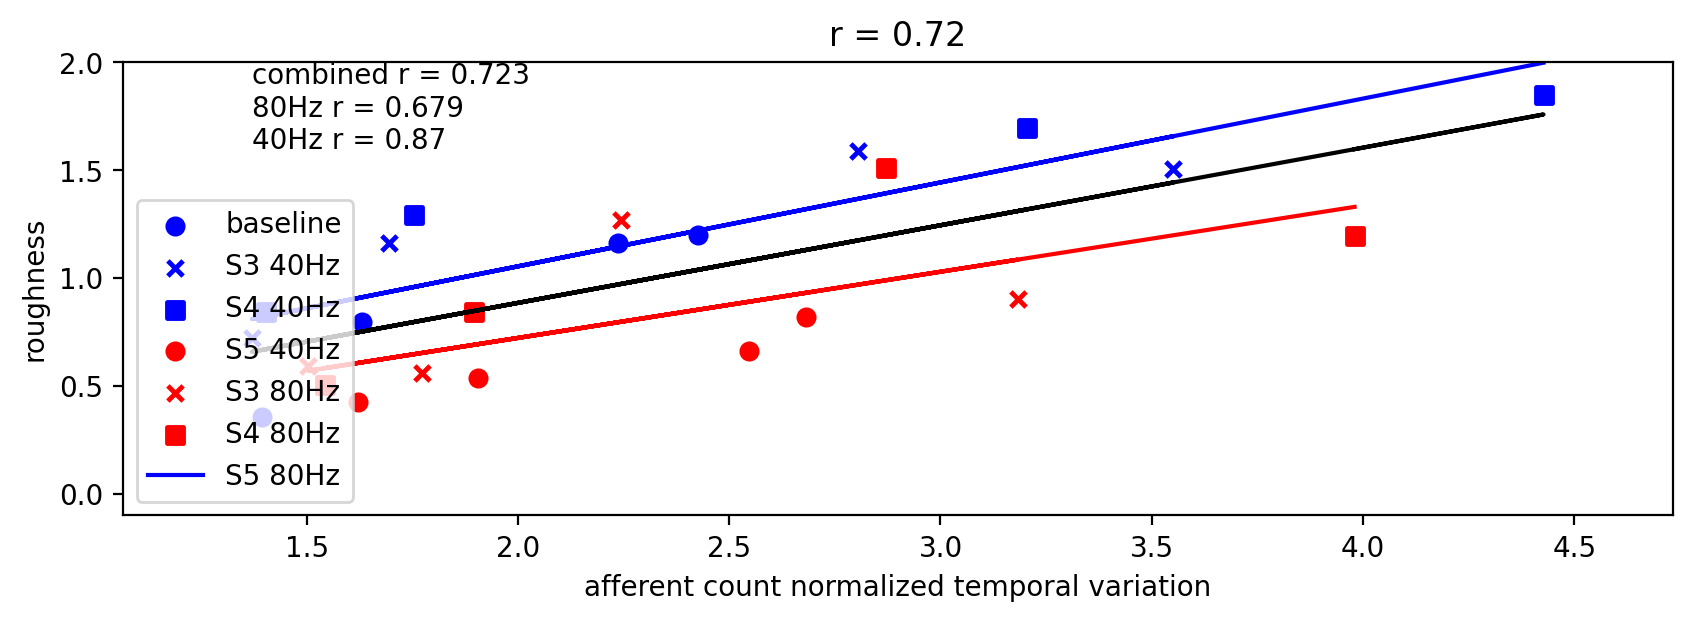 r = 0.72
combined r = 0.723
80Hz r = 0.679
40Hz r = 0.87
roughness
2.0
1.5
1.0
0.5
0.0
baseline
S3 40Hz
S4 40Hz
S5 40Hz
S3 80Hz
S4 80Hz
S5 80Hz
1.5 2.0 2.5 3.0 3.5 4.0 4.5
afferent count normalized temporal variation